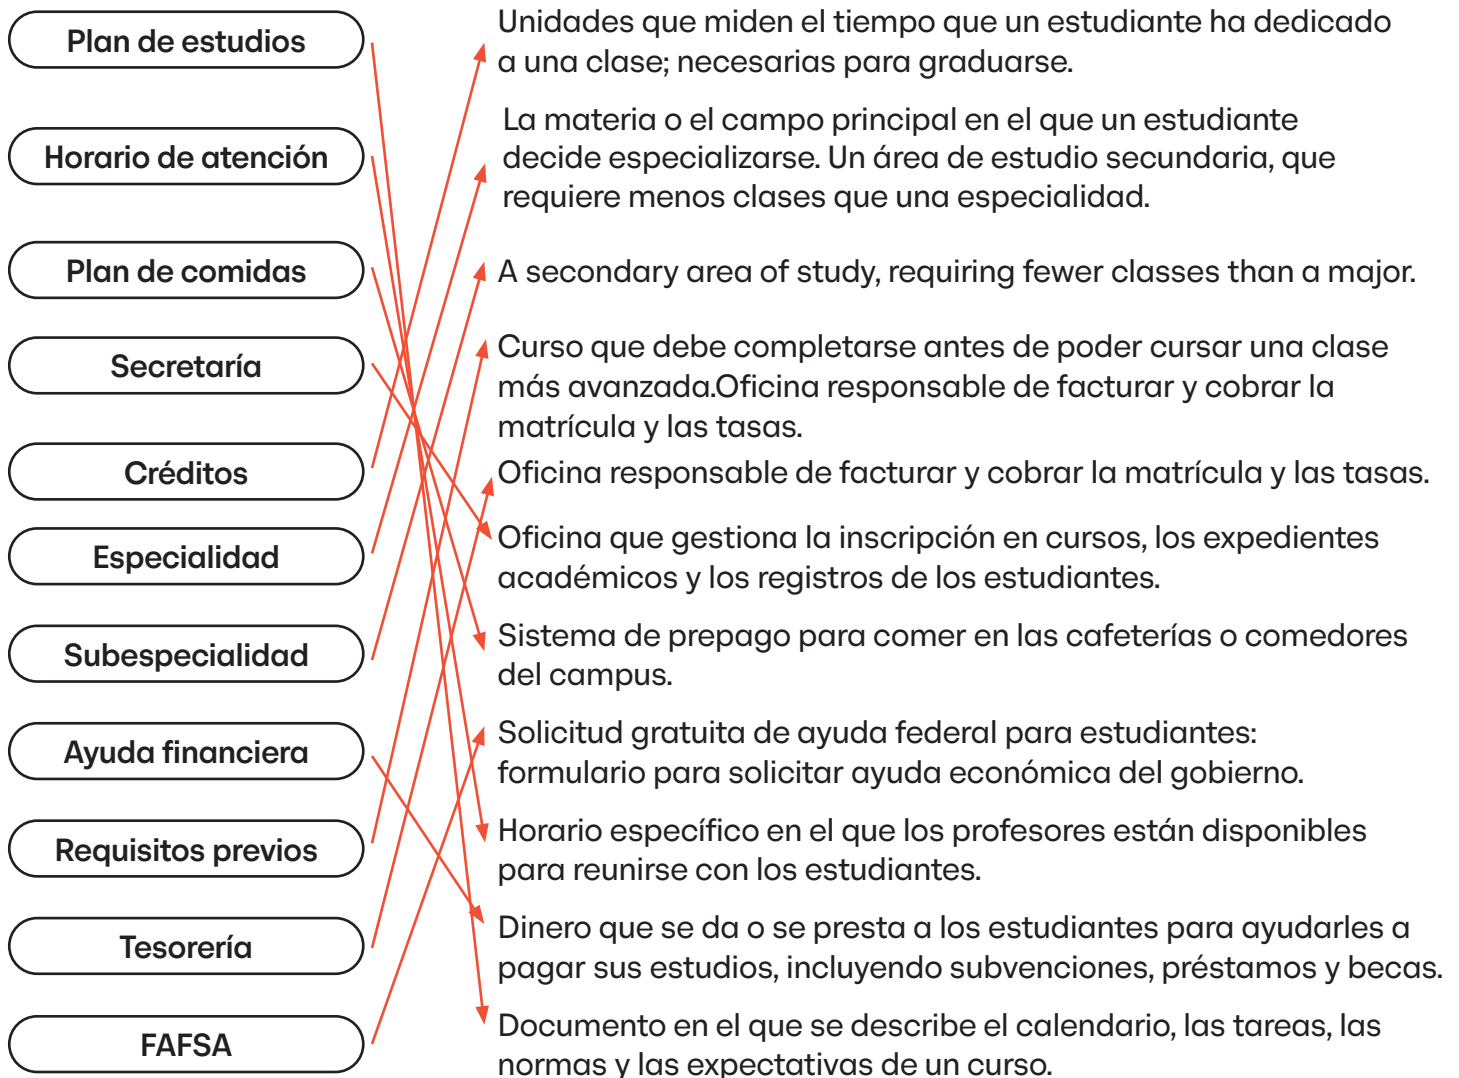 Plan de estudios
Horario de atención
Plan de comidas
Secretaría
Créditos
Especialidad
Subespecialidad
Ayuda financiera
Requisitos previos
Tesorería
FAFSA
Unidades que miden el tiempo que un estudiante ha dedicado
a una clase; necesarias para graduarse.
La materia o el campo principal en el que un estudiante
decide especializarse. Un área de estudio secundaria, que
requiere menos clases que una especialidad.
A secondary area of study, requiring fewer classes than a major.
Curso que debe completarse antes de poder cursar una clase
más avanzada.Oficina responsable de facturar y cobrar la
matrícula y las tasas.
Oficina responsable de facturar y cobrar la matrícula y las tasas.
Oficina que gestiona la inscripción en cursos, los expedientes
académicos y los registros de los estudiantes.
Sistema de prepago para comer en las cafeterías o comedores
del campus.
Solicitud gratuita de ayuda federal para estudiantes:
formulario para solicitar ayuda económica del gobierno.
Horario específico en el que los profesores están disponibles
para reunirse con los estudiantes.
Dinero que se da o se presta a los estudiantes para ayudarles a
pagar sus estudios, incluyendo subvenciones, préstamos y becas.
Documento en el que se describe el calendario, las tareas, las
normas y las expectativas de un curso.